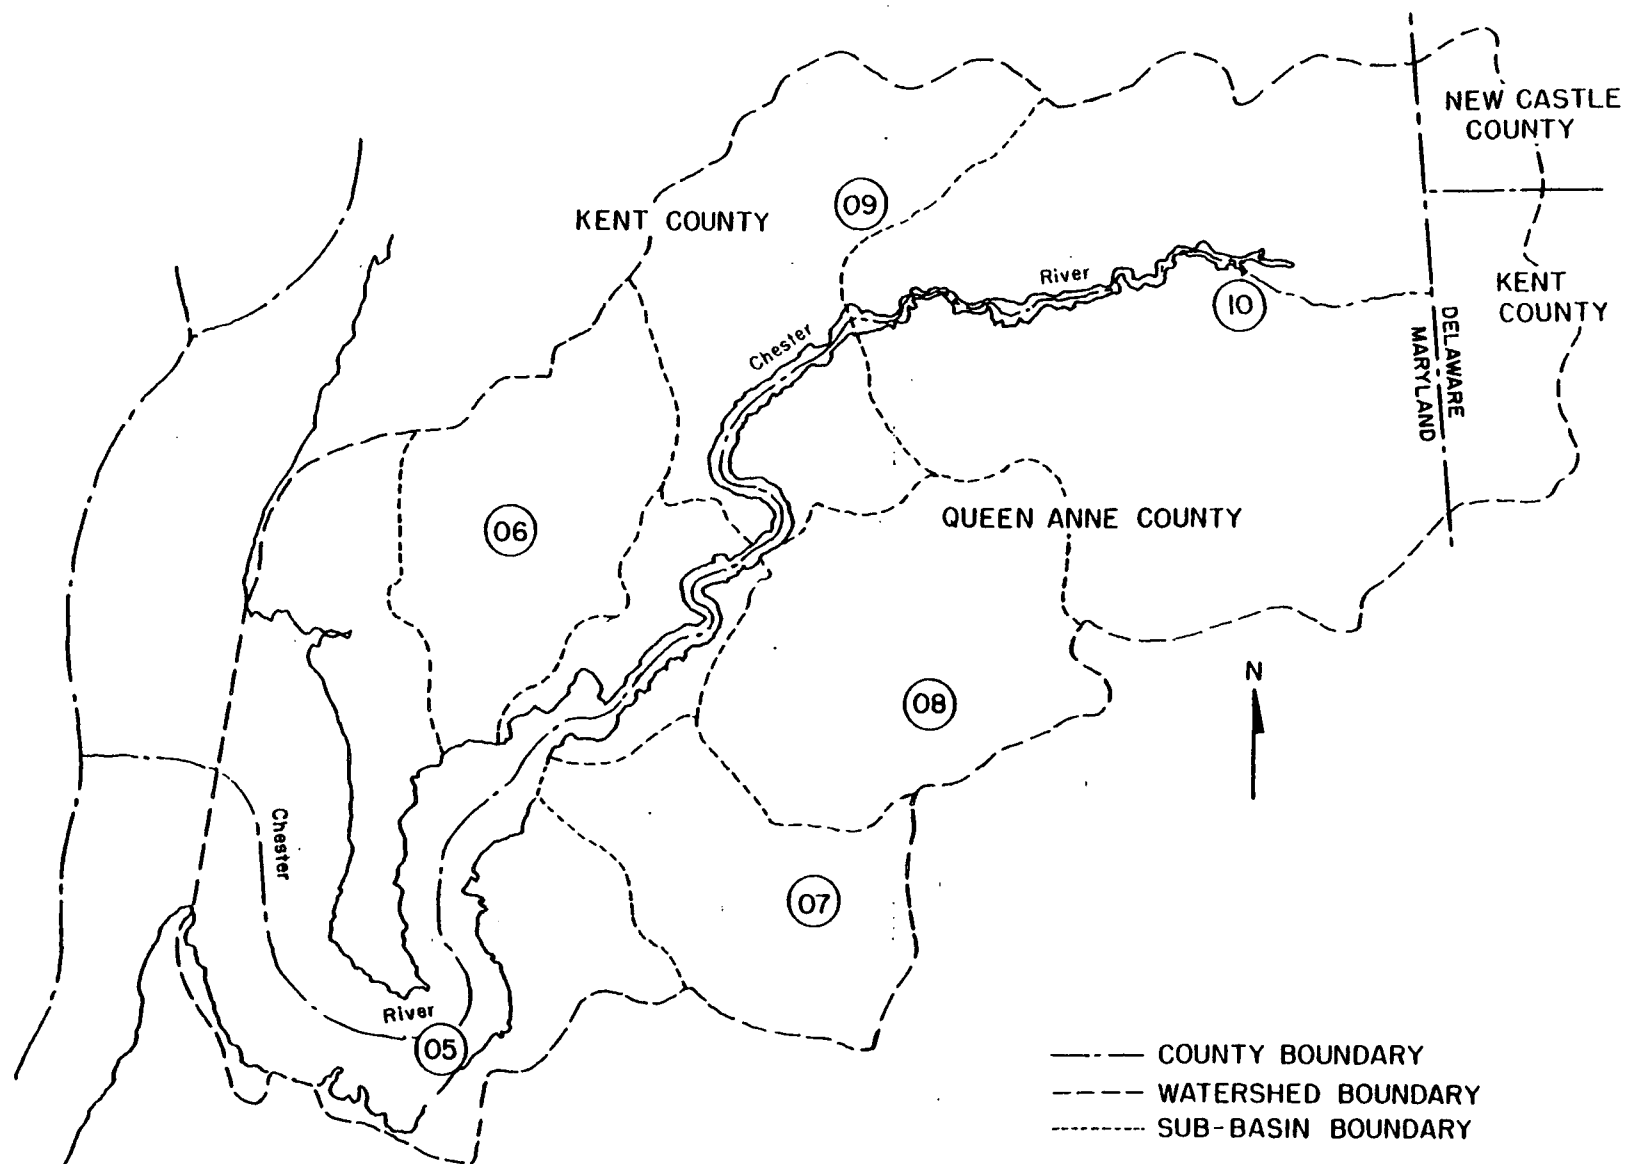 NEW CASTLE
COUNTY
09
KENT COUNTY
River
10
KENT
COUNTY
DELAWARE
MARYLAND
Chester
06
QUEEN ANNE COUNTY
N
08
Chester
07
River
05
COUNTY BOUNDARY
WATERSHED BOUNDARY
SUB-BASIN BOUNDARY